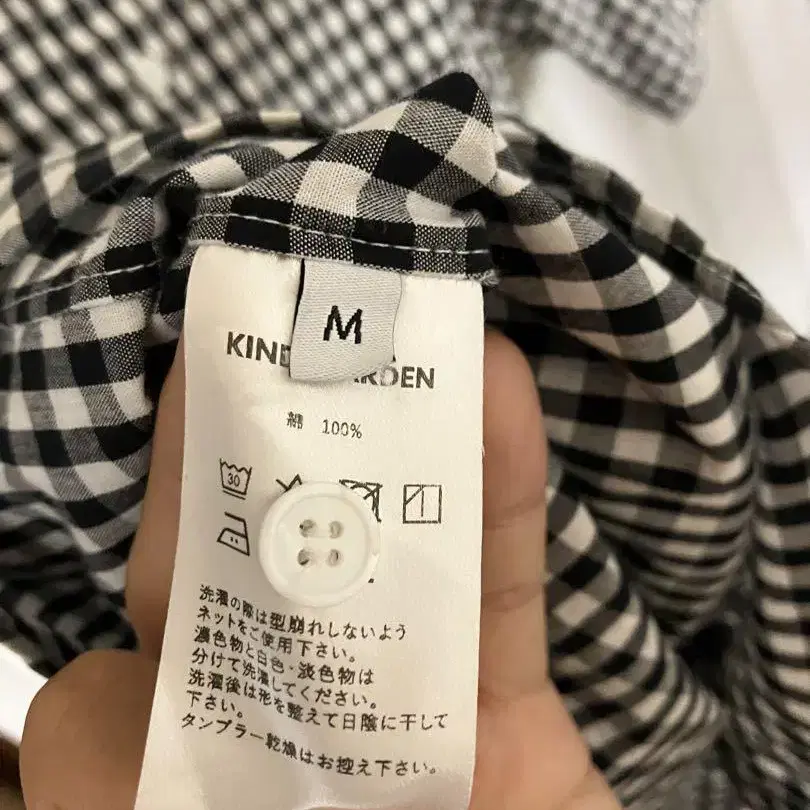 M
KIND ARDEN
綿 100%
30
洗濯の際は型崩れしないよう
ネットをご使用下さい。
濃色物と白色・淡色物は
分けて洗濯してください。
洗濯後は形を整えて日陰に干して
下さい。
タンブラー乾燥はお控え下さい。